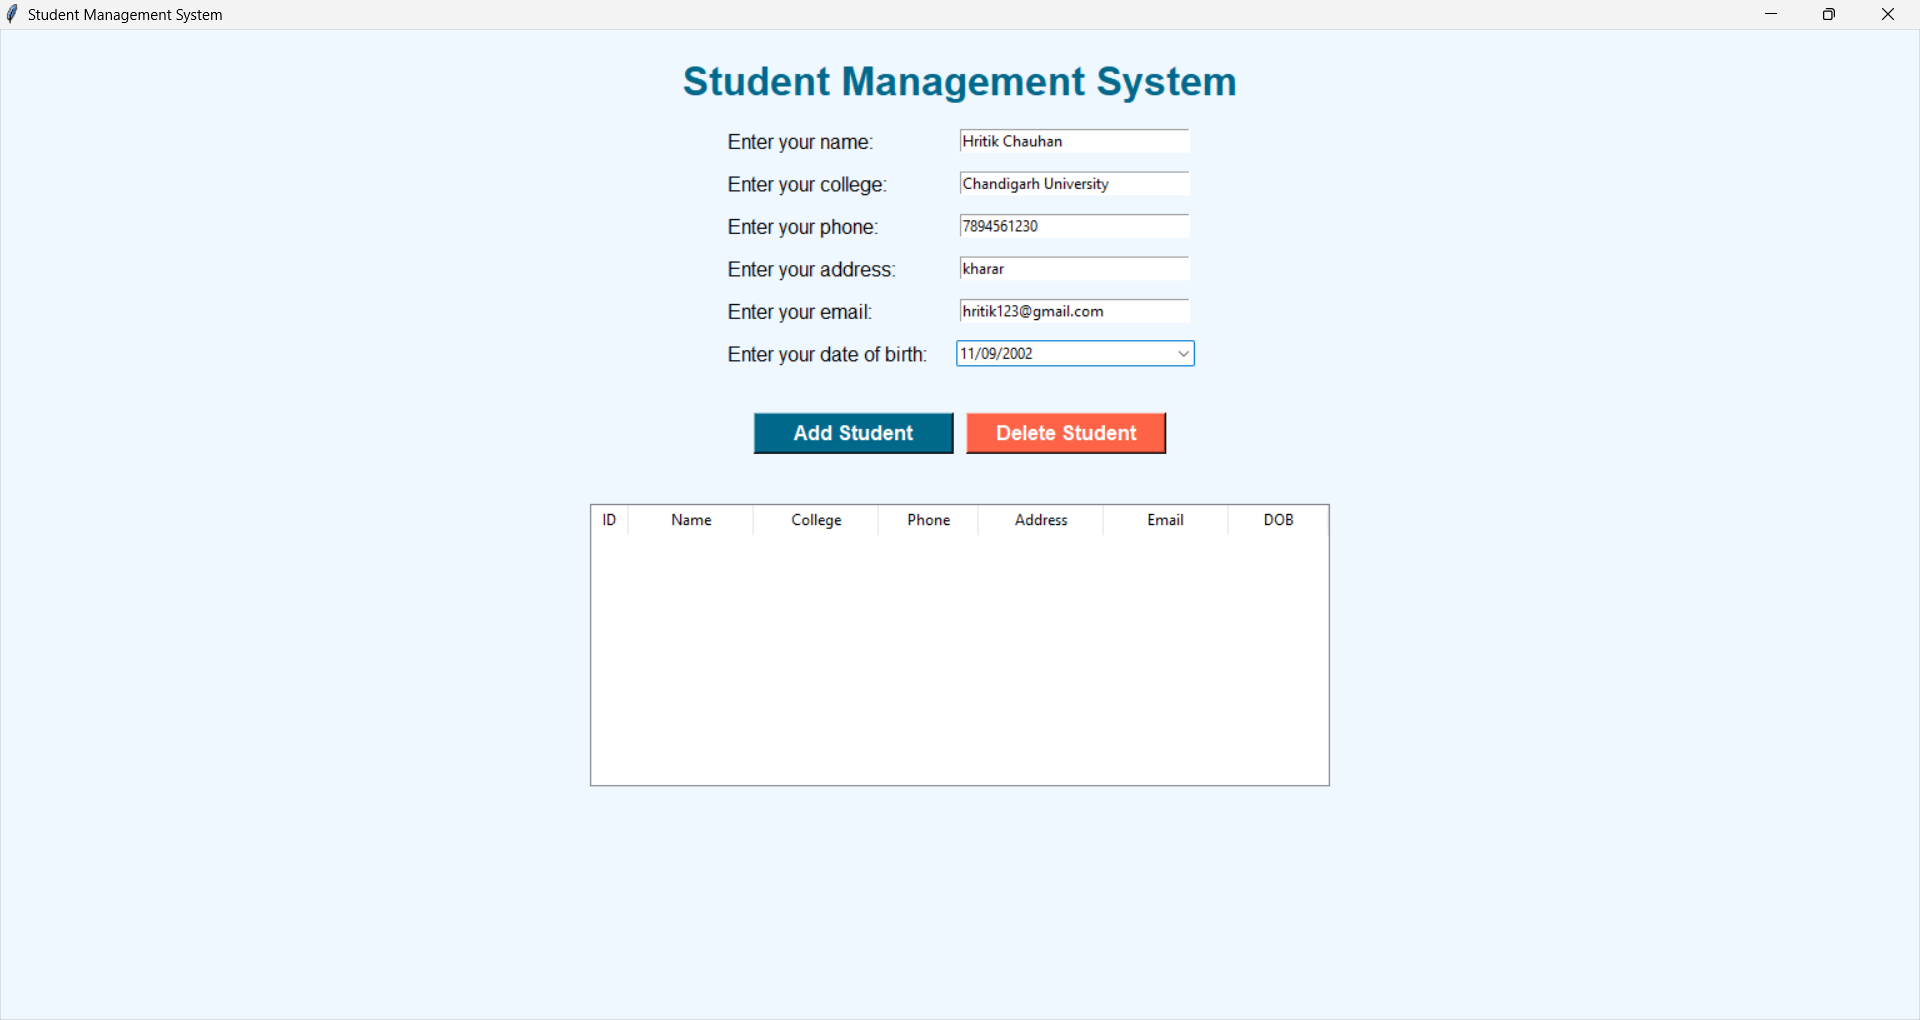 Student Management System
Student Management System
Enter your name: Hritik Chauhan
Enter your college: Chandigarh University
Enter your phone: 7894561230
Enter your address: kharar
Enter your email: hritik123@gmail.com
Enter your date of birth: 11/09/2002
Add Student Delete Student
ID Name College Phone Address Email DOB